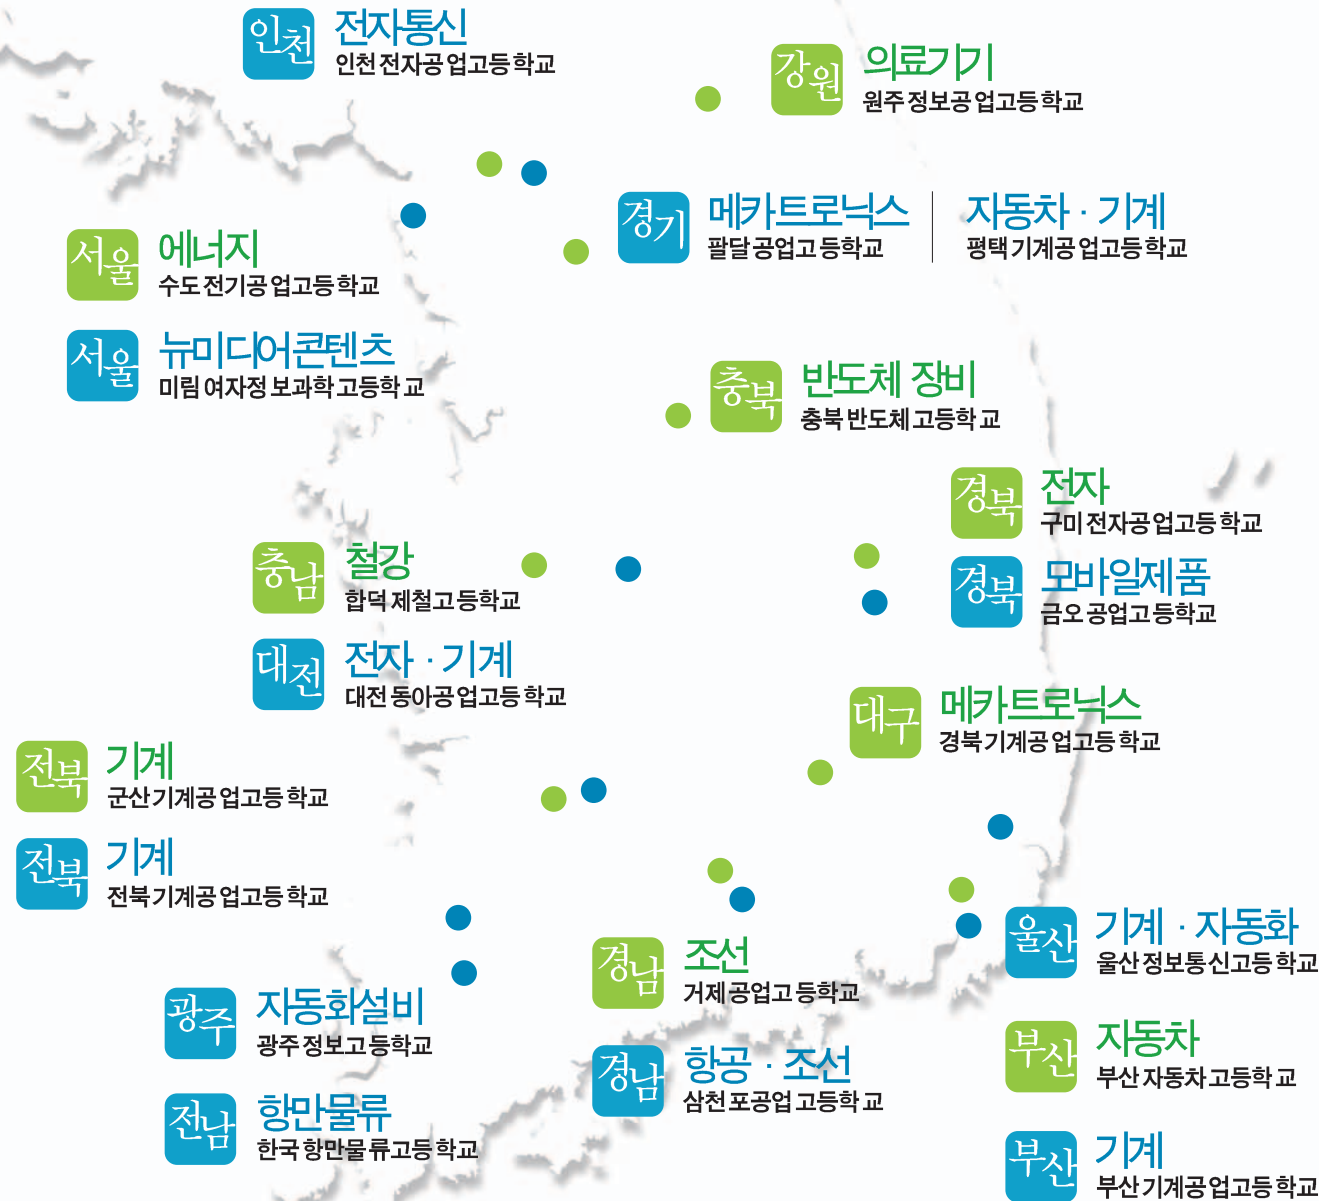 인천
전자통신
인천전자공업고등학교
강원
의료기기
원주정보공업고등학교
경기
메카트로닉스
팔달공업고등학교
자동차 · 기계
평택기계공업고등학교
서울
에너지
수도전기공업고등학교
서울
뉴미디어콘텐츠
미림여자정보과학고등학교
충북
반도체 장비
충북반도체고등학교
경북
전자
구미전자공업고등학교
경북
모바일제품
금오공업고등학교
충남
철강
합덕제철고등학교
대전
전자 · 기계
대전동아공업고등학교
대구
메카트로닉스
경북기계공업고등학교
전북
기계
군산기계공업고등학교
전북
기계
전북기계공업고등학교
울산
기계 · 자동화
울산정보통신고등학교
경남
조선
거제공업고등학교
광주
자동화설비
광주정보고등학교
부산
자동차
부산자동차고등학교
경남
항공 · 조선
삼천포공업고등학교
전남
항만물류
한국항만물류고등학교
부산
기계
부산기계공업고등학교